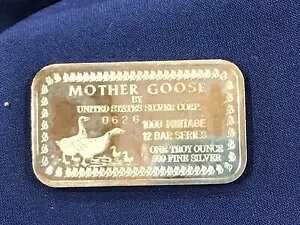 MOTHER GOOSE
BY
UNITED STATES SILVER CORP.
0626
1000 MINTAGE
12 BAR SERIES
ONE TROY OUNCE
.999 FINE SILVER